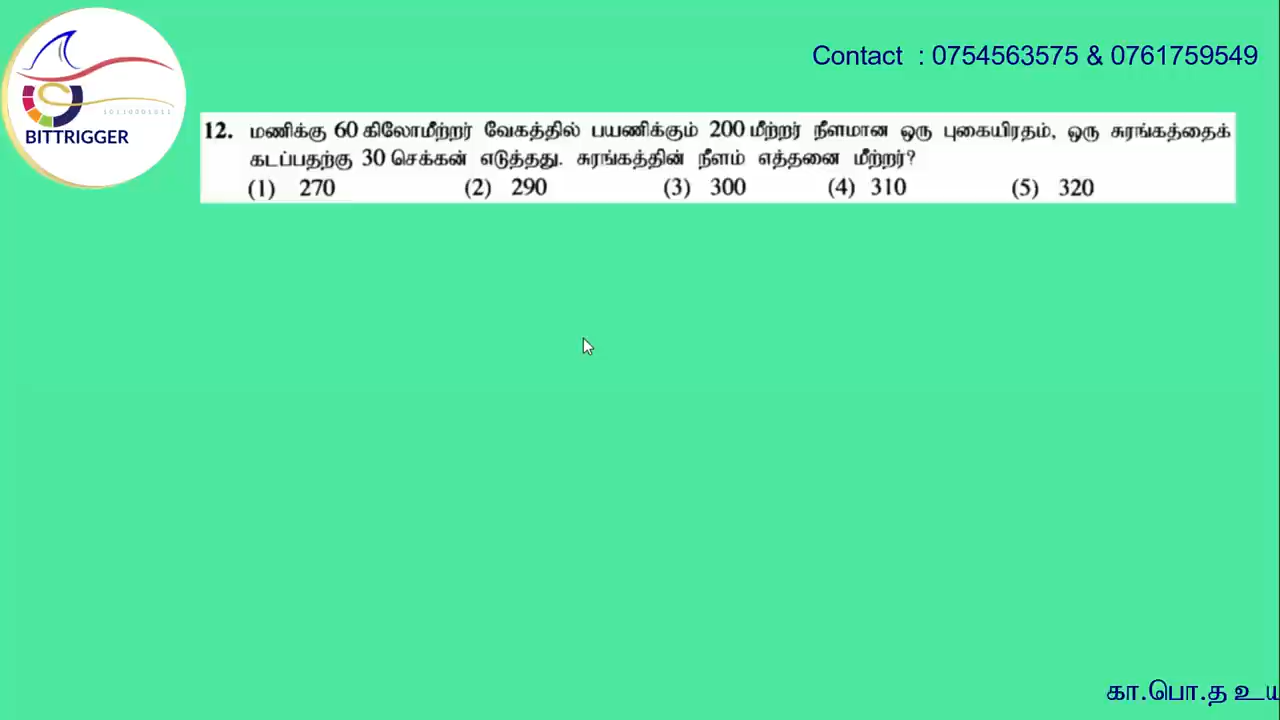 Contact : 0754563575 & 0761759549
BITTRIGGER
12. மணிக்கு 60 கிலோமீற்றர் வேகத்தில் பயணிக்கும் 200 மீற்றர் நீளமான ஒரு புகையிரதம், ஒரு சுரங்கத்தைக்
கடப்பதற்கு 30 செக்கன் எடுத்தது. சுரங்கத்தின் நீளம் எத்தனை மீற்றர்?
(1) 270 (2) 290 (3) 300 (4) 310 (5) 320
கா.பொ.த உய